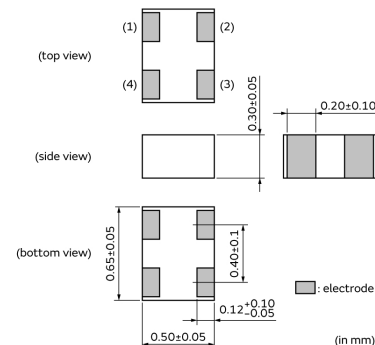 (1) (2)
(top view)
(4) (3)
0.30±0.05
0.20±0.10
(side view)
(bottom view)
0.65±0.05
0.40±0.1
: electrode
0.12+0.10
−0.05
0.50±0.05
(in mm)